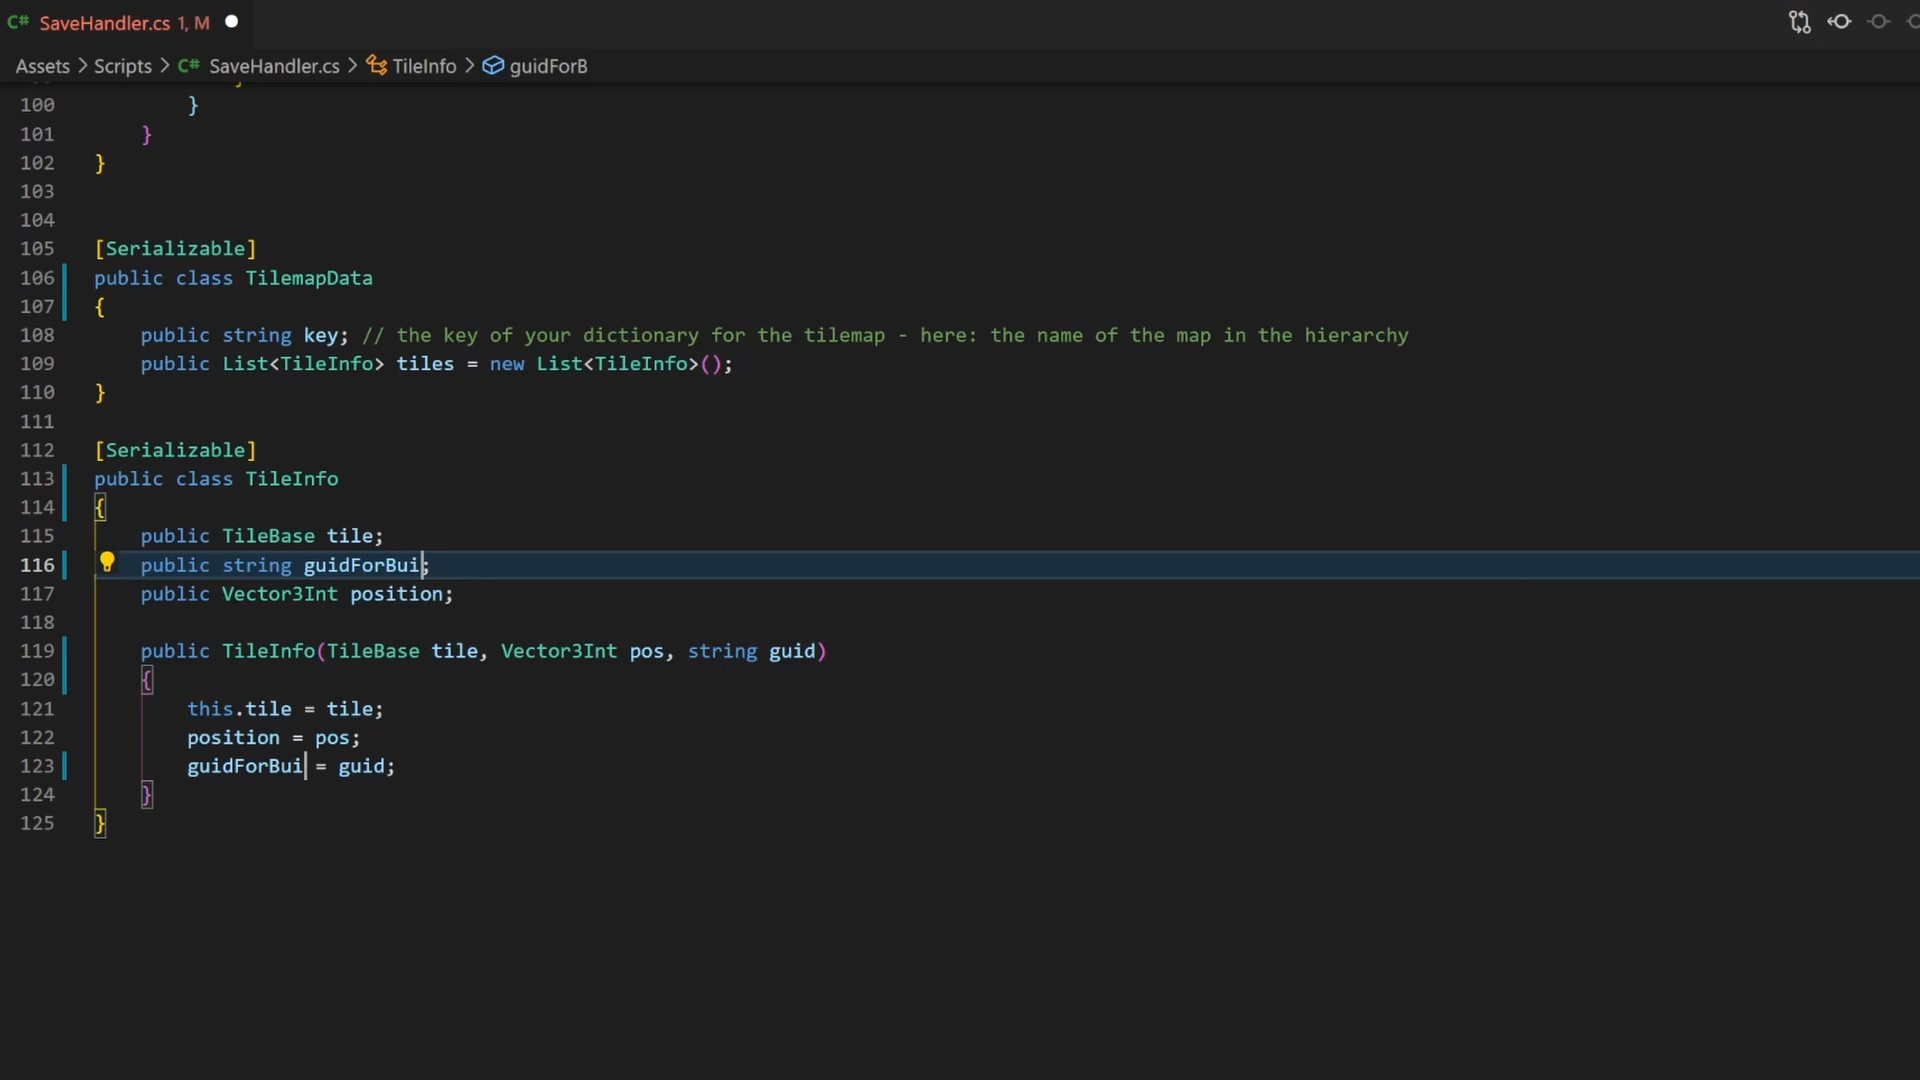 C# SaveHandler.cs 1, M
Assets > Scripts > C# SaveHandler.cs > TileInfo > guidForB
100 }
101 }
102 }
103
104
105 [Serializable]
106 public class TilemapData
107 {
108 public string key; // the key of your dictionary for the tilemap - here: the name of the map in the hierarchy
109 public List<TileInfo> tiles = new List<TileInfo>();
110 }
111
112 [Serializable]
113 public class TileInfo
114 {
115 public TileBase tile;
116 public string guidForBui;
117 public Vector3Int position;
118
119 public TileInfo(TileBase tile, Vector3Int pos, string guid)
120 {
121 this.tile = tile;
122 position = pos;
123 guidForBui = guid;
124 }
125 }